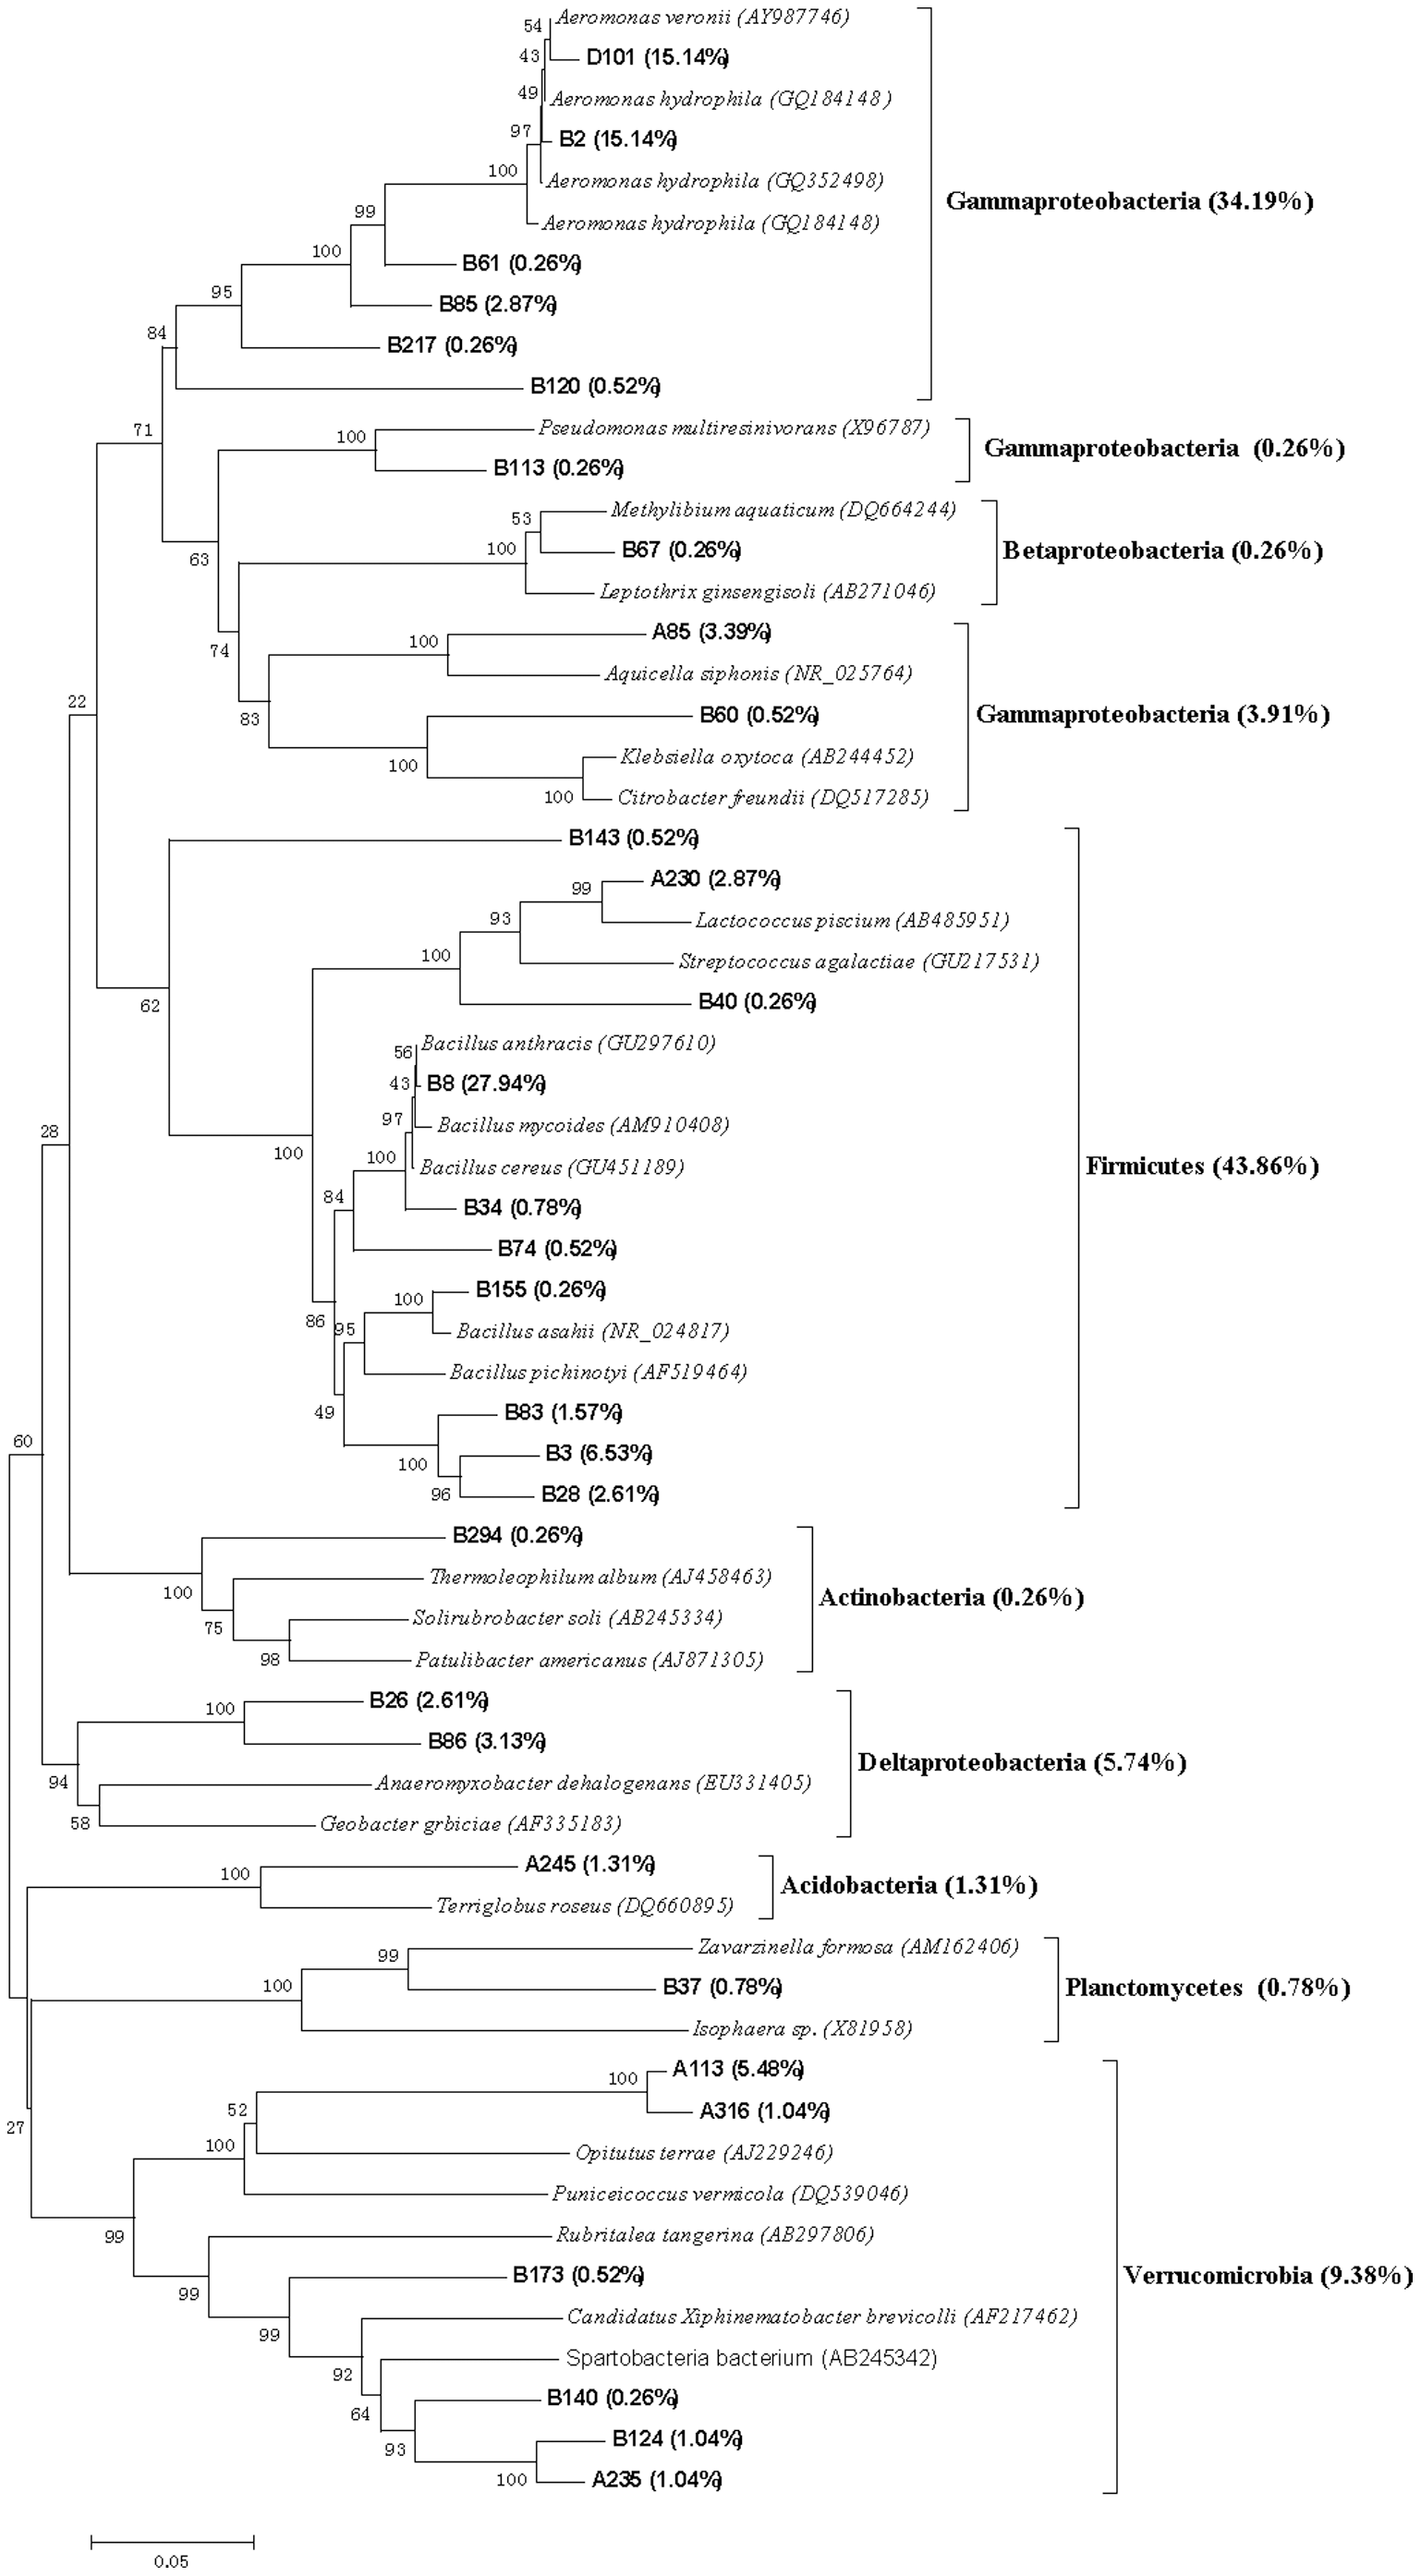 Aeromonas veronii (AY987746)
54
D101 (15.14%)
43
Aeromonas hydrophila (GQ184148)
49
B2 (15.14%)
97
Aeromonas hydrophila (GQ352498)
100
Gammaproteobacteria (34.19%)
Aeromonas hydrophila (GQ184148)
99
B61 (0.26%)
100
B85 (2.87%)
95
B217 (0.26%)
84
B120 (0.52%)
71
Pseudomonas multiresinivorans (X96787)
100
Gammaproteobacteria (0.26%)
B113 (0.26%)
Methylibium aquaticum (DQ664244)
53
B67 (0.26%)
100
Betaproteobacteria (0.26%)
63
Leptothrix ginsengisoli (AB271046)
A85 (3.39%)
100
74
Aquicella siphonis (NR_025764)
22
B60 (0.52%)
83
Gammaproteobacteria (3.91%)
Klebsiella oxytoca (AB244452)
100
Citrobacter freundii (DQ517285)
100
B143 (0.52%)
A230 (2.87%)
99
Lactococcus piscium (AB485951)
93
Streptococcus agalactiae (GU217531)
100
B40 (0.26%)
62
Bacillus anthracis (GU297610)
56
B8 (27.94%)
43
Bacillus mycoides (AM910408)
97
28
100
Bacillus cereus (GU451189)
100
Firmicutes (43.86%)
84
B34 (0.78%)
B74 (0.52%)
B155 (0.26%)
100
86
95
Bacillus asahii (NR_024817)
Bacillus pichinotyi (AF519464)
49
B83 (1.57%)
60
B3 (6.53%)
100
96
B28 (2.61%)
B294 (0.26%)
Thermoleophilum album (AJ458463)
100
Actinobacteria (0.26%)
Solirubrobacter soli (AB245334)
75
98
Patulibacter americanus (AJ871305)
B26 (2.61%)
100
B86 (3.13%)
Deltaproteobacteria (5.74%)
94
Anaeromyxobacter dehalogenans (EU331405)
58
Geobacter grbiciae (AF335183)
A245 (1.31%)
100
Acidobacteria (1.31%)
Terriglobus roseus (DQ660895)
Zavarzinella formosa (AM162406)
99
100
B37 (0.78%)
Planctomycetes (0.78%)
Isophaera sp. (X81958)
A113 (5.48%)
100
A316 (1.04%)
52
27
100
Opitutus terrae (AJ229246)
Puniceicoccus vermicola (DQ539046)
99
Rubritalea tangerina (AB297806)
B173 (0.52%)
Verrucomicrobia (9.38%)
99
Candidatus Xiphinematobacter brevicolli (AF217462)
99
Spartobacteria bacterium (AB245342)
92
B140 (0.26%)
64
B124 (1.04%)
93
100
A235 (1.04%)
0.05